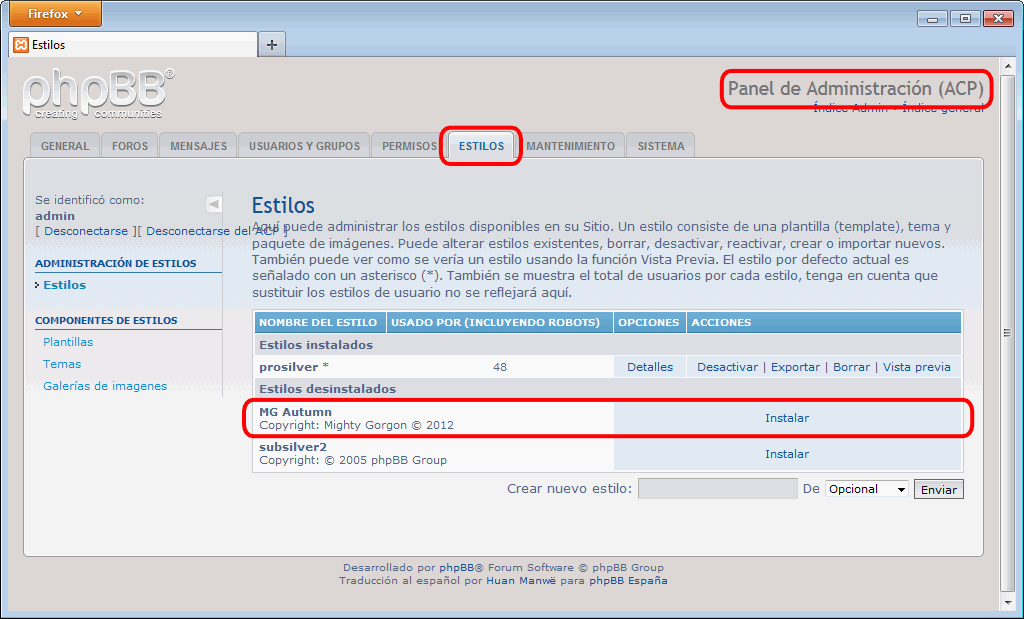 Firefox
Estilos
phpBB®
creating communities
Panel de Administración (ACP)
Índice Admin • Índice general
GENERAL FOROS MENSAJES USUARIOS Y GRUPOS PERMISOS ESTILOS MANTENIMIENTO SISTEMA
Se identificó como:
admin
[ Desconectarse ][ Desconectarse del ACP ]
ADMINISTRACIÓN DE ESTILOS
Estilos
COMPONENTES DE ESTILOS
Plantillas
Temas
Galerías de imagenes
Estilos
Aquí puede administrar los estilos disponibles en su Sitio. Un estilo consiste de una plantilla (template), tema y
paquete de imágenes. Puede alterar estilos existentes, borrar, desactivar, reactivar, crear o importar nuevos.
También puede ver como se vería un estilo usando la función Vista Previa. El estilo por defecto actual es
señalado con un asterisco (*). También se muestra el total de usuarios por cada estilo, tenga en cuenta que
sustituir los estilos de usuario no se reflejará aquí.
NOMBRE DEL ESTILO USADO POR (INCLUYENDO ROBOTS) OPCIONES ACCIONES
Estilos instalados
prosilver * 48 Detalles Desactivar | Exportar | Borrar | Vista previa
Estilos desinstalados
MG Autumn
Copyright: Mighty Gorgon © 2012
Instalar
subsilver2
Copyright: © 2005 phpBB Group
Instalar
Crear nuevo estilo: De Opcional Enviar
Desarrollado por phpBB® Forum Software © phpBB Group
Traducción al español por Huan Manwë para phpBB España